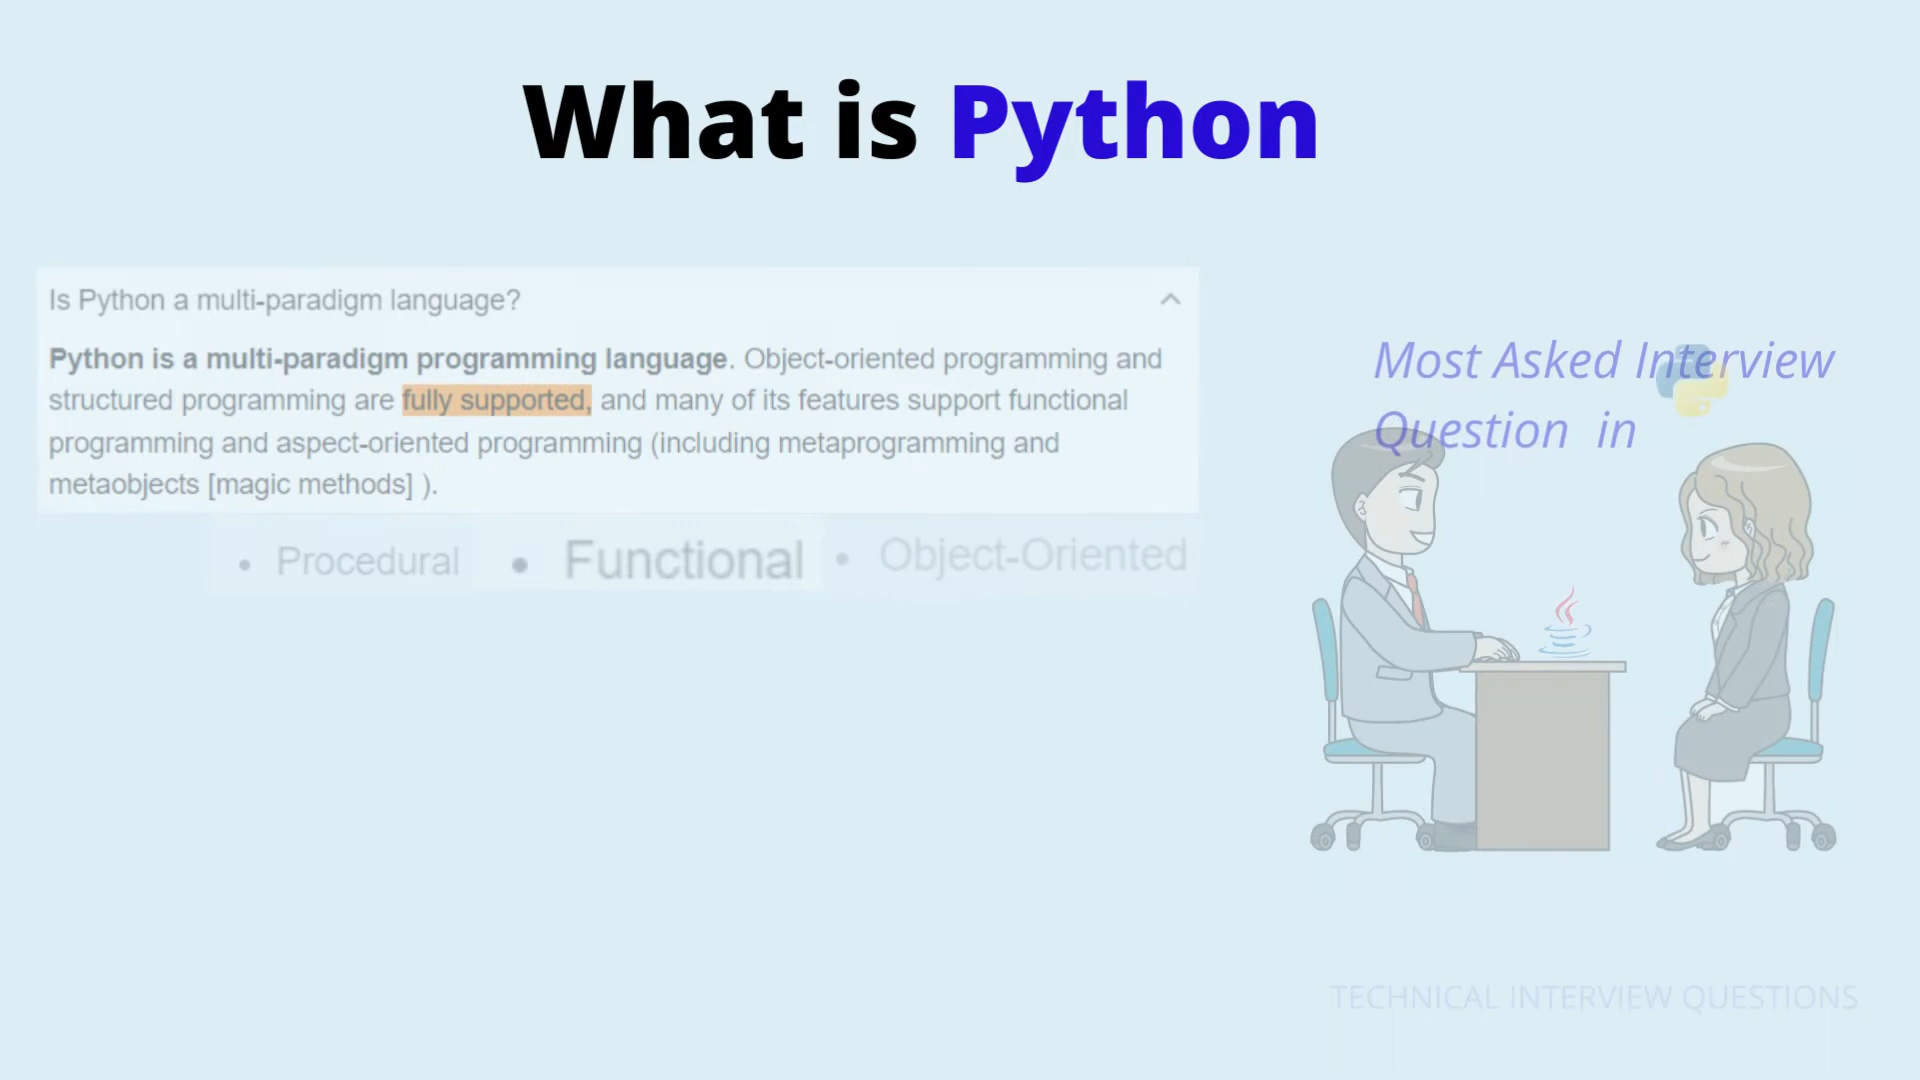 What is Python
Is Python a multi-paradigm language?
Python is a multi-paradigm programming language. Object-oriented programming and
structured programming are fully supported, and many of its features support functional
programming and aspect-oriented programming (including metaprogramming and
metaobjects [magic methods] ).
• Procedural • Functional • Object-Oriented
Most Asked Interview
Question in
TECHNICAL INTERVIEW QUESTIONS